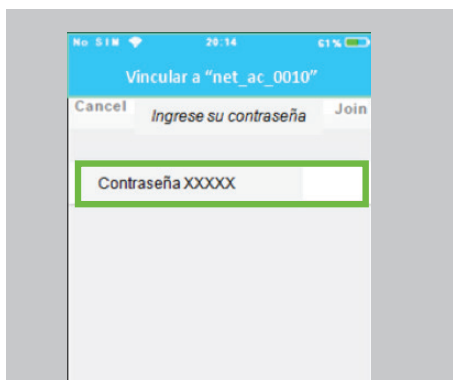 No SIM 20:14 61%
Vincular a “net_ac_0010”
Cancel Ingrese su contraseña Join
Contraseña XXXXX